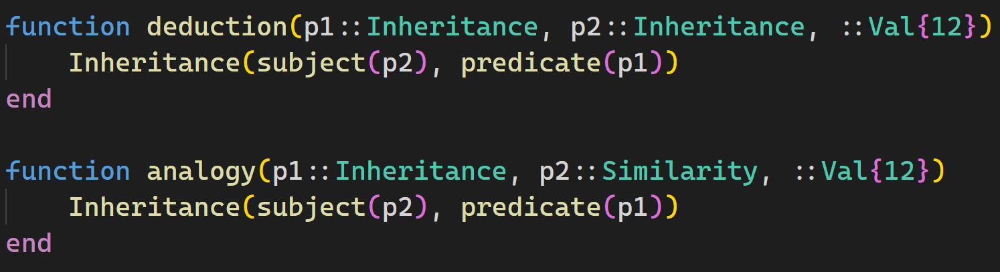 function deduction(p1::Inheritance, p2::Inheritance, ::Val{12})
    Inheritance(subject(p2), predicate(p1))
end
function analogy(p1::Inheritance, p2::Similarity, ::Val{12})
    Inheritance(subject(p2), predicate(p1))
end